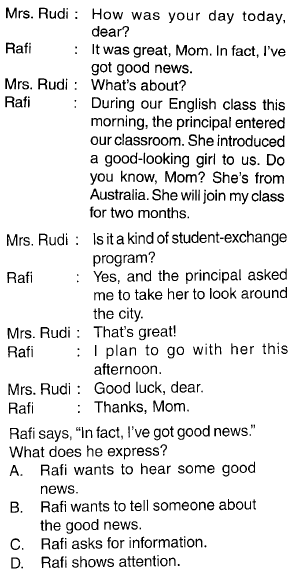 Mrs. Rudi : How was your day today,
dear?
Rafi : It was great, Mom. In fact, I've
got good news.
Mrs. Rudi : What's about?
Rafi : During our English class this
morning, the principal entered
our classroom. She introduced
a good-looking girl to us. Do
you know, Mom? She's from
Australia. She will join my class
for two months.
Mrs. Rudi : Is it a kind of student-exchange
program?
Rafi : Yes, and the principal asked
me to take her to look around
the city.
Mrs. Rudi : That's great!
Rafi : I plan to go with her this
afternoon.
Mrs. Rudi : Good luck, dear.
Rafi : Thanks, Mom.
Rafi says, "In fact, I've got good news."
What does he express?
A. Rafi wants to hear some good
news.
B. Rafi wants to tell someone about
the good news.
C. Rafi asks for information.
D. Rafi shows attention.